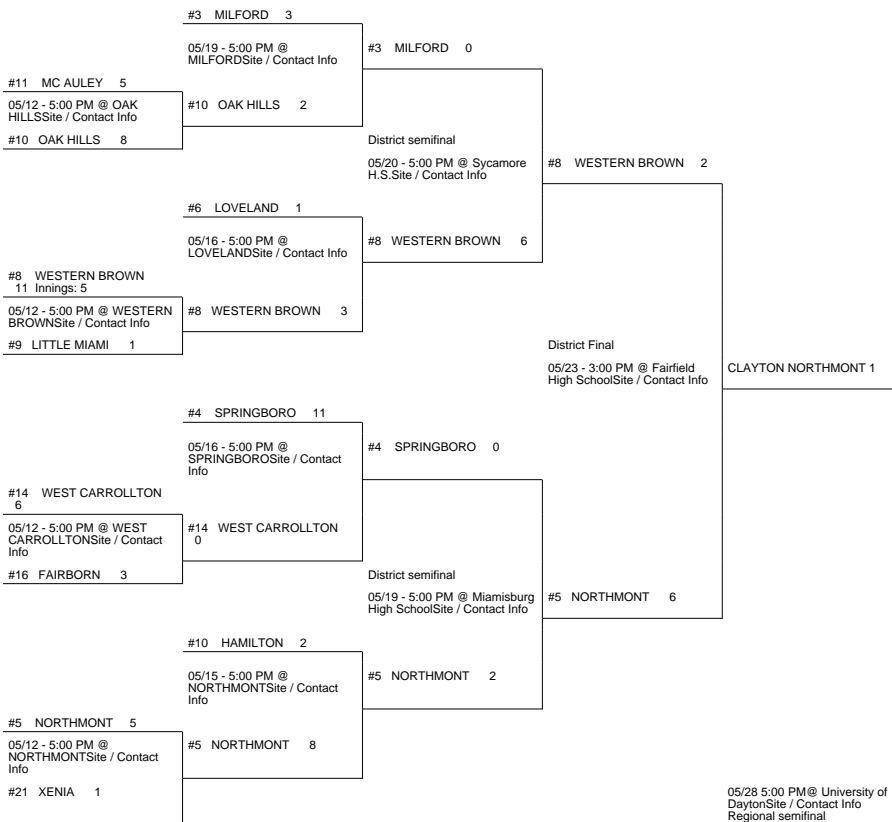 #3 MILFORD 3
05/19 - 5:00 PM @
MILFORDSite / Contact Info
#3 MILFORD 0
#11 MC AULEY 5
05/12 - 5:00 PM @ OAK
HILLSSite / Contact Info
#10 OAK HILLS 2
#10 OAK HILLS 8
District semifinal
05/20 - 5:00 PM @ Sycamore
H.S.Site / Contact Info
#8 WESTERN BROWN 2
#6 LOVELAND 1
05/16 - 5:00 PM @
LOVELANDSite / Contact Info
#8 WESTERN BROWN 6
#8 WESTERN BROWN
11 Innings: 5
05/12 - 5:00 PM @ WESTERN
BROWNSite / Contact Info
#8 WESTERN BROWN 3
#9 LITTLE MIAMI 1
District Final
05/23 - 3:00 PM @ Fairfield
High SchoolSite / Contact Info
CLAYTON NORTHMONT 1
#4 SPRINGBORO 11
05/16 - 5:00 PM @
SPRINGBOROSite / Contact
Info
#4 SPRINGBORO 0
#14 WEST CARROLLTON
6
05/12 - 5:00 PM @ WEST
CARROLLTONSite / Contact
Info
#14 WEST CARROLLTON
0
#16 FAIRBORN 3
District semifinal
05/19 - 5:00 PM @ Miamisburg
High SchoolSite / Contact Info
#5 NORTHMONT 6
#10 HAMILTON 2
05/15 - 5:00 PM @
NORTHMONTSite / Contact
Info
#5 NORTHMONT 2
#5 NORTHMONT 5
05/12 - 5:00 PM @
NORTHMONTSite / Contact
Info
#5 NORTHMONT 8
#21 XENIA 1
05/28 5:00 PM@ University of
DaytonSite / Contact Info
Regional semifinal